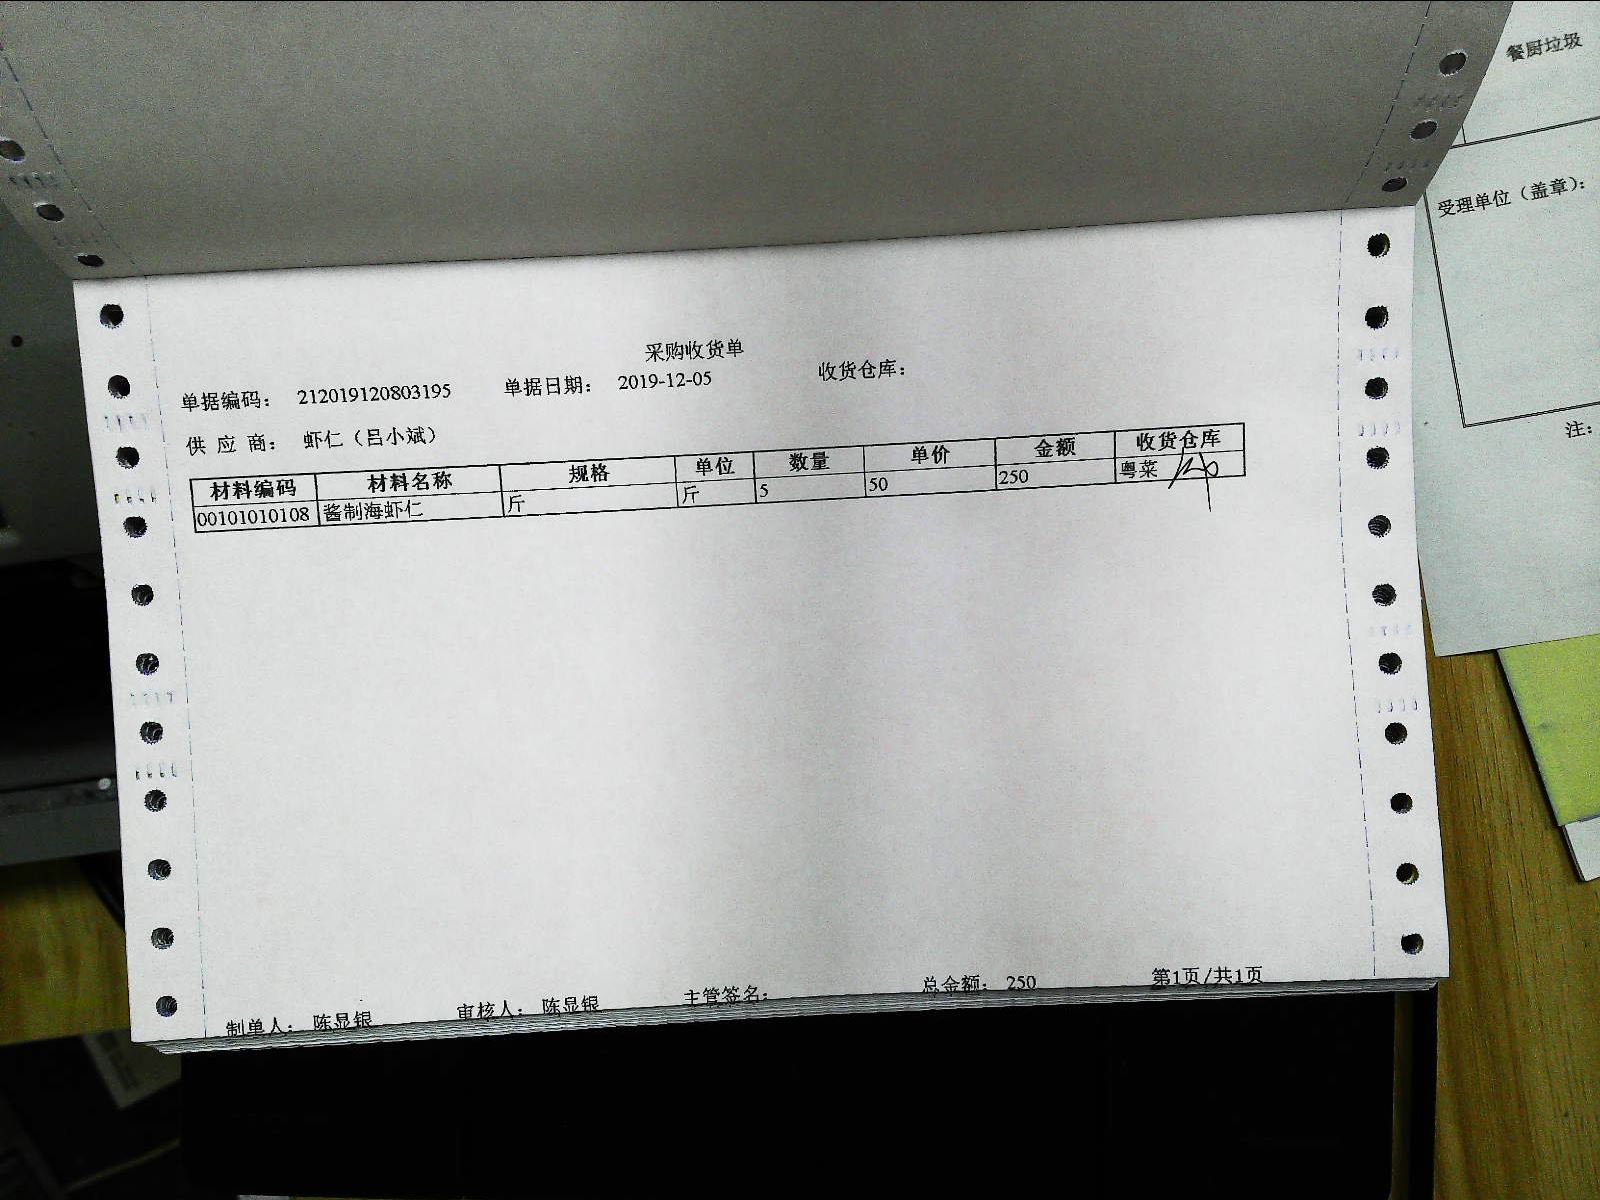 餐厨垃圾
受理单位（盖章）：
注：
采购收货单
单据编码： 212019120803195 单据日期： 2019-12-05 收货仓库：
供 应 商： 虾仁（吕小斌）
材料编码 材料名称 规格 单位 数量 单价 金额 收货仓库
00101010108 酱制海虾仁 斤 斤 5 50 250 粤菜
制单人： 陈显银 审核人： 陈显银 主管签名： 总金额： 250 第1页/共1页